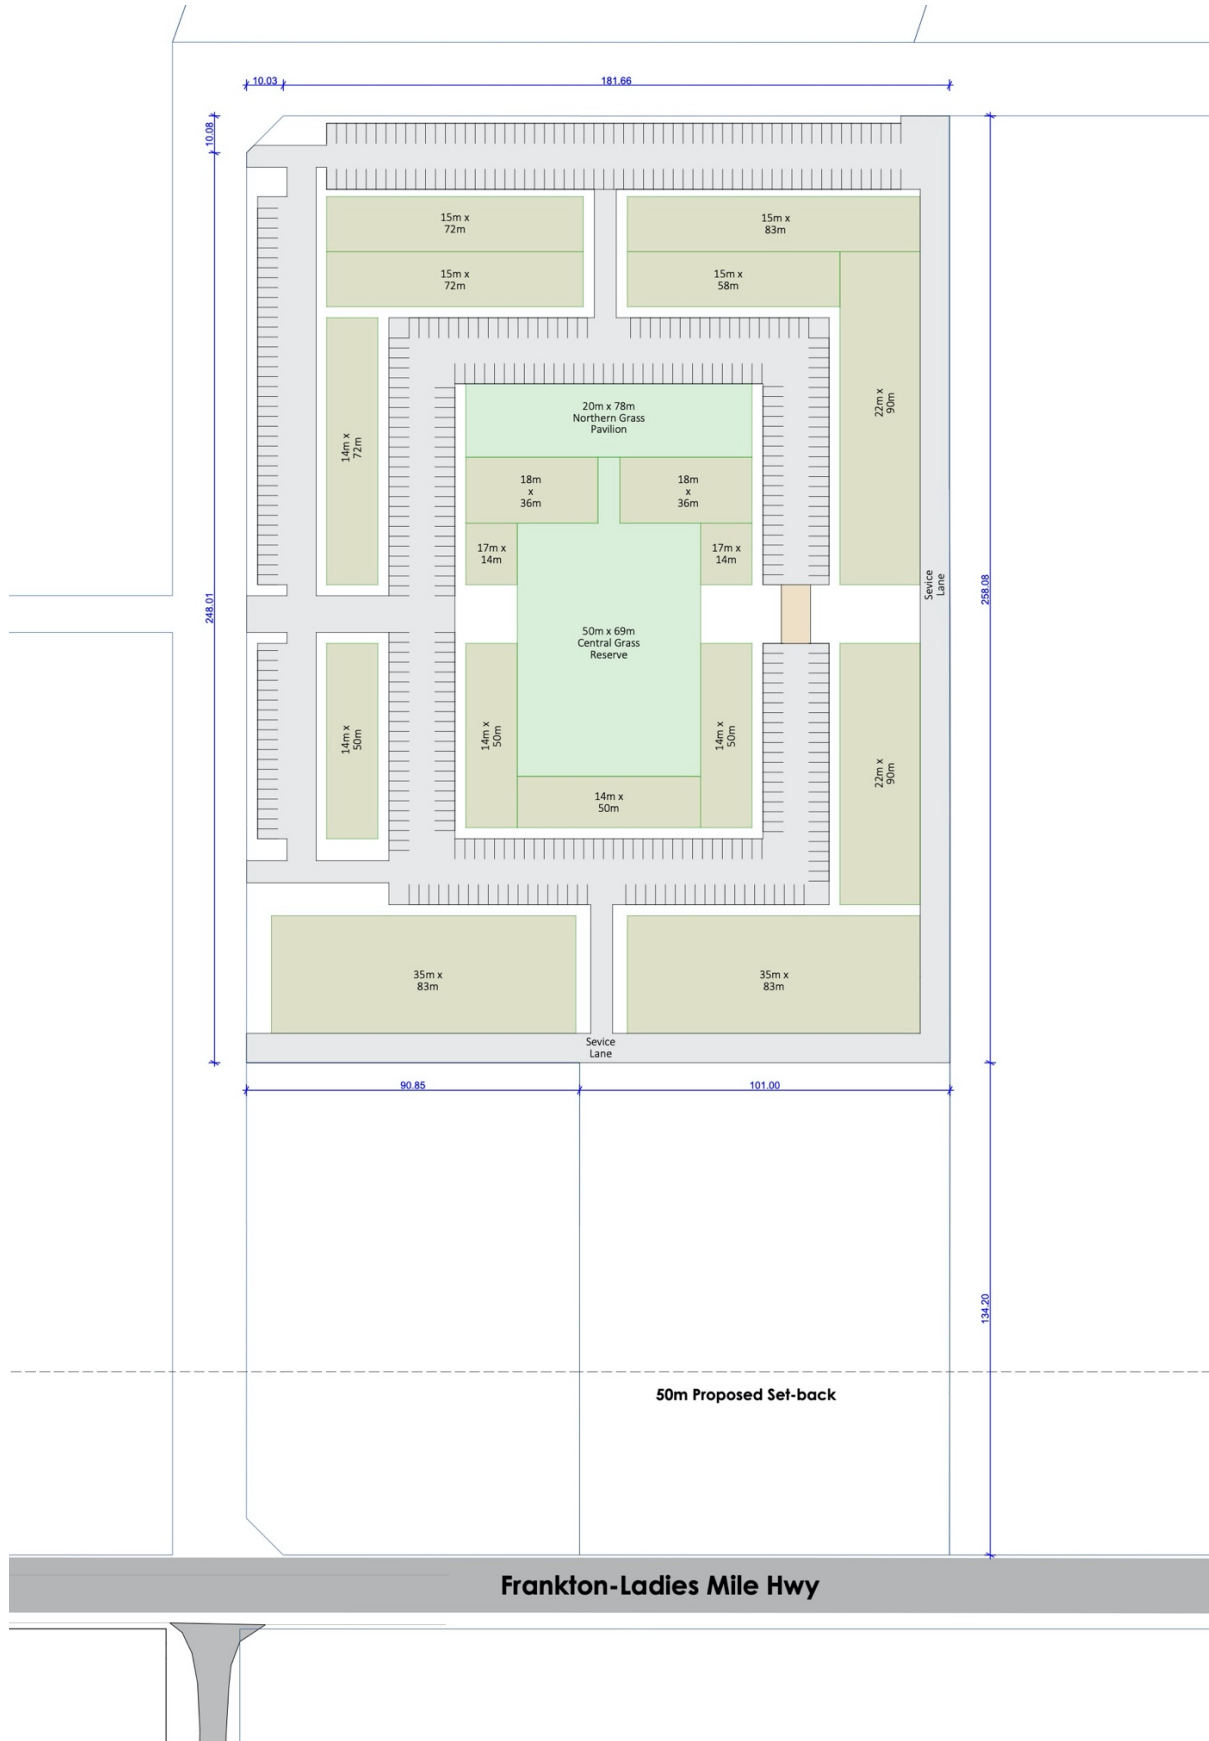 10.03
181.66
10.08
15m x
72m
15m x
83m
15m x
72m
15m x
58m
14m x
72m
22m x
90m
20m x 78m
Northern Grass
Pavilion
18m
x
36m
18m
x
36m
17m x
14m
17m x
14m
Sevice
Lane
248.01
258.08
50m x 69m
Central Grass
Reserve
14m x
50m
14m x
50m
14m x
50m
22m x
90m
14m x
50m
35m x
83m
35m x
83m
Sevice
Lane
90.85
101.00
134.20
50m Proposed Set-back
Frankton-Ladies Mile Hwy